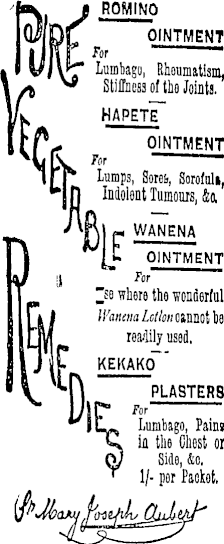 PURE
VEGETABLE
REMEDIES
ROMINO
OINTMENT
For
Lumbago, Rheumatism,
Stiffness of the Joints.
HAPETE
OINTMENT
For
Lumps, Sores, Scrofula,
Indolent Tumours, &c.
WANENA
OINTMENT
For
se where the wonderful
Wanena Lotion cannot be
readily used.
KEKAKO
PLASTERS
For
Lumbago, Pains
in the Chest or
Side, &c.
1/- per Packet.
Sr Mary Joseph Aubert